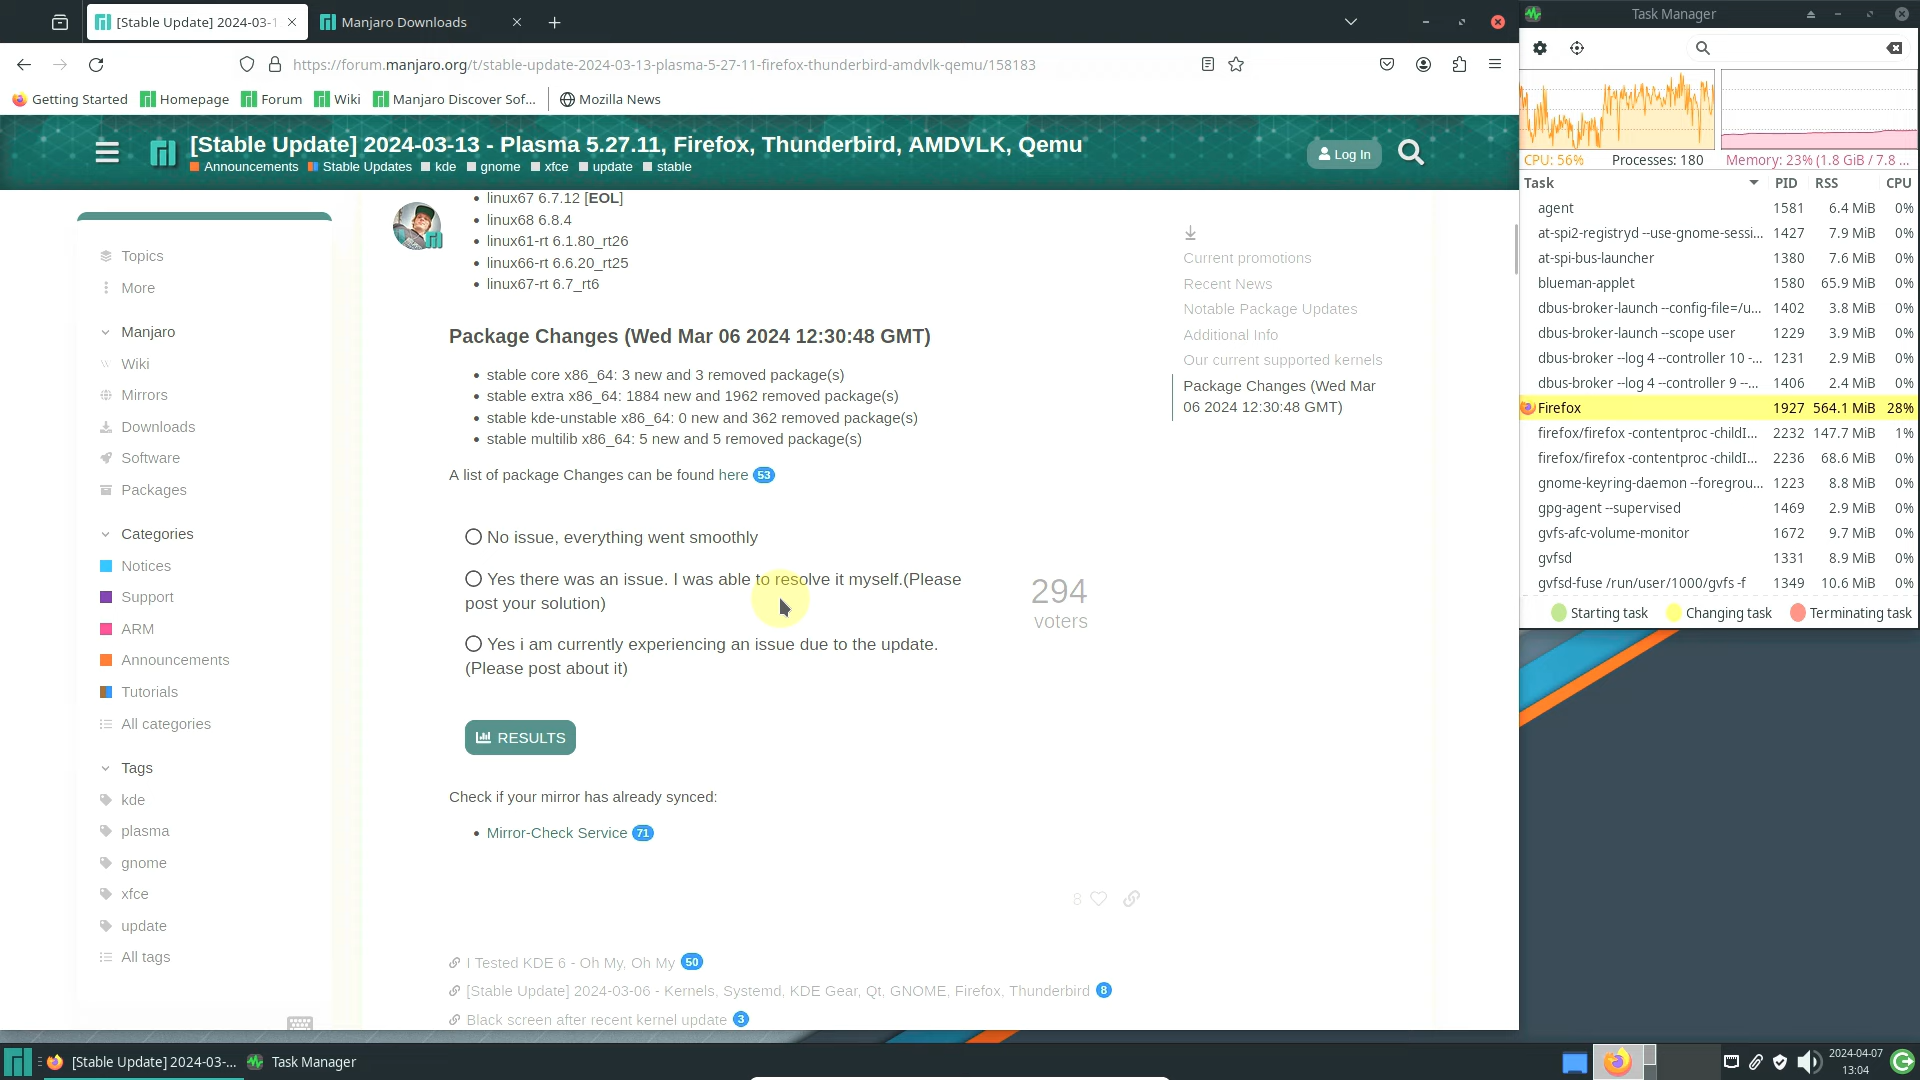 [Stable Update] 2024-03-1
Manjaro Downloads
Task Manager
https://forum.manjaro.org/t/stable-update-2024-03-13-plasma-5-27-11-firefox-thunderbird-amdvlk-qemu/158183
Getting Started
Homepage
Forum
Wiki
Manjaro Discover Sof...
Mozilla News
[Stable Update] 2024-03-13 - Plasma 5.27.11, Firefox, Thunderbird, AMDVLK, Qemu
Announcements
Stable Updates
kde
gnome
xfce
update
stable
Log In
Topics
More
Manjaro
Wiki
Mirrors
Downloads
Software
Packages
Categories
Notices
Support
ARM
Announcements
Tutorials
All categories
Tags
kde
plasma
gnome
xfce
update
All tags
linux67 6.7.12 [EOL]
linux68 6.8.4
linux61-rt 6.1.80_rt26
linux66-rt 6.6.20_rt25
linux67-rt 6.7_rt6
Package Changes (Wed Mar 06 2024 12:30:48 GMT)
stable core x86_64: 3 new and 3 removed package(s)
stable extra x86_64: 1884 new and 1962 removed package(s)
stable kde-unstable x86_64: 0 new and 362 removed package(s)
stable multilib x86_64: 5 new and 5 removed package(s)
A list of package Changes can be found here 53
No issue, everything went smoothly
Yes there was an issue. I was able to resolve it myself.(Please
post your solution)
Yes i am currently experiencing an issue due to the update.
(Please post about it)
294
voters
RESULTS
Check if your mirror has already synced:
Mirror-Check Service 71
8
I Tested KDE 6 - Oh My, Oh My 50
[Stable Update] 2024-03-06 - Kernels, Systemd, KDE Gear, Qt, GNOME, Firefox, Thunderbird 8
Black screen after recent kernel update 3
Current promotions
Recent News
Notable Package Updates
Additional Info
Our current supported kernels
Package Changes (Wed Mar
06 2024 12:30:48 GMT)
CPU: 56%
Processes: 180
Memory: 23% (1.8 GiB / 7.8 ...
Task PID RSS CPU
agent 1581 6.4 MiB 0%
at-spi2-registryd --use-gnome-sessi... 1427 7.9 MiB 0%
at-spi-bus-launcher 1380 7.6 MiB 0%
blueman-applet 1580 65.9 MiB 0%
dbus-broker-launch --config-file=/u... 1402 3.8 MiB 0%
dbus-broker-launch --scope user 1229 3.9 MiB 0%
dbus-broker --log 4 --controller 10 -... 1231 2.9 MiB 0%
dbus-broker --log 4 --controller 9 --... 1406 2.4 MiB 0%
Firefox 1927 564.1 MiB 28%
firefox/firefox -contentproc -childI... 2232 147.7 MiB 1%
firefox/firefox -contentproc -childI... 2236 68.6 MiB 0%
gnome-keyring-daemon --foregrou... 1223 8.8 MiB 0%
gpg-agent --supervised 1469 2.9 MiB 0%
gvfs-afc-volume-monitor 1672 9.7 MiB 0%
gvfsd 1331 8.9 MiB 0%
gvfsd-fuse /run/user/1000/gvfs -f 1349 10.6 MiB 0%
Starting task
Changing task
Terminating task
[Stable Update] 2024-03-...
Task Manager
2024-04-07
13:04